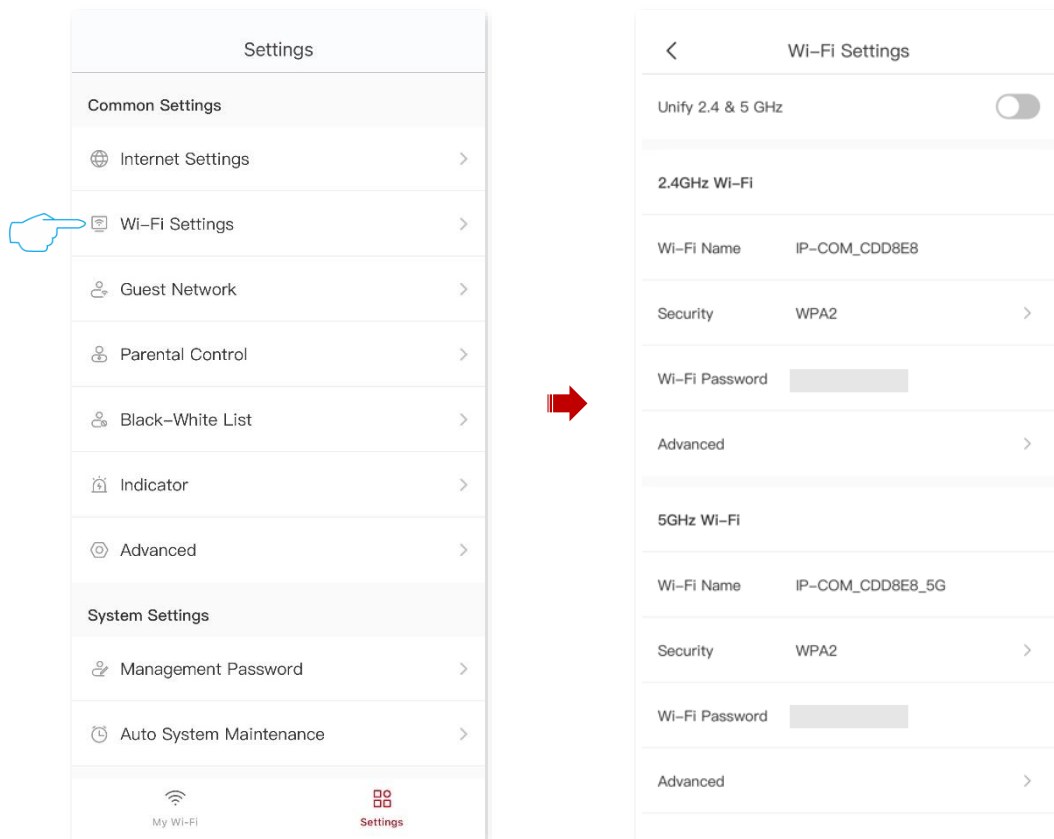 Settings
Common Settings
Internet Settings
Wi-Fi Settings
Guest Network
Parental Control
Black-White List
Indicator
Advanced
System Settings
Management Password
Auto System Maintenance
My Wi-Fi
Settings
Wi-Fi Settings
Unify 2.4 & 5 GHz
2.4GHz Wi-Fi
Wi-Fi Name IP-COM_CDD8E8
Security WPA2
Wi-Fi Password
Advanced
5GHz Wi-Fi
Wi-Fi Name IP-COM_CDD8E8_5G
Security WPA2
Wi-Fi Password
Advanced